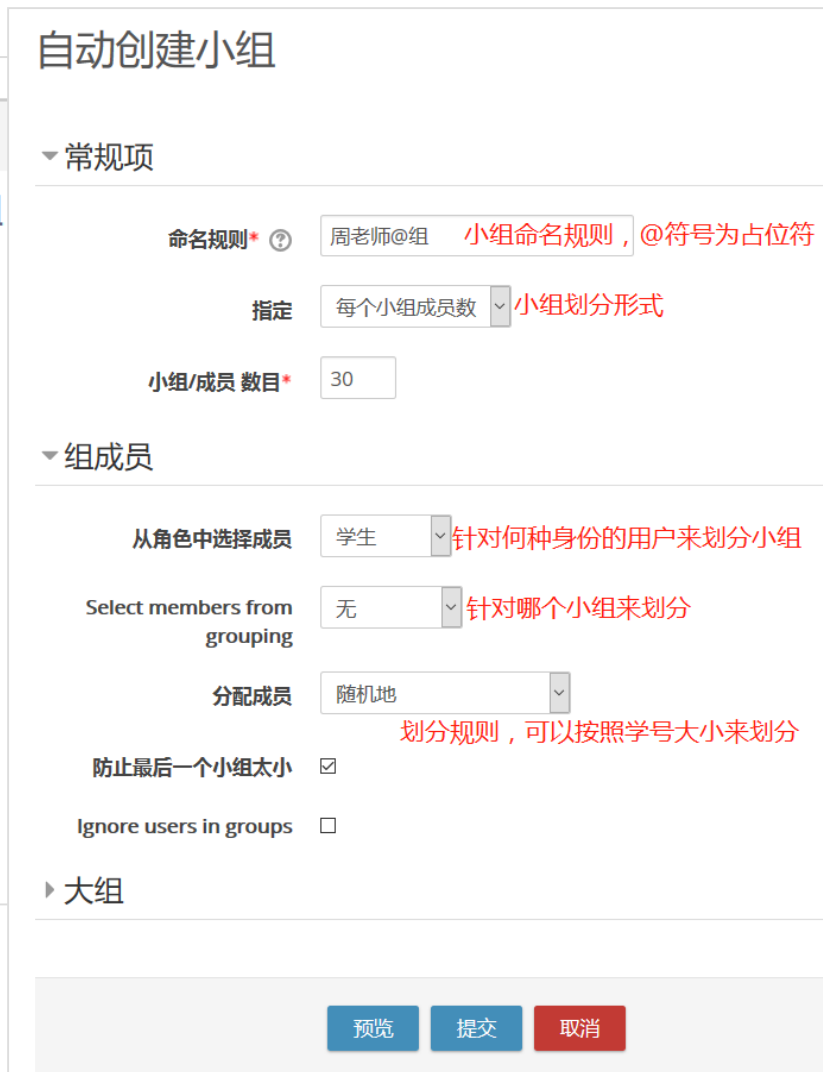 自动创建小组
常规项
命名规则* 周老师@组 小组命名规则，@符号为占位符
指定 每个小组成员数 小组划分形式
小组/成员 数目* 30
组成员
从角色中选择成员 学生 针对何种身份的用户来划分小组
Select members from
grouping 无 针对哪个小组来划分
分配成员 随机地
划分规则，可以按照学号大小来划分
防止最后一个小组太小
Ignore users in groups
大组
预览 提交 取消